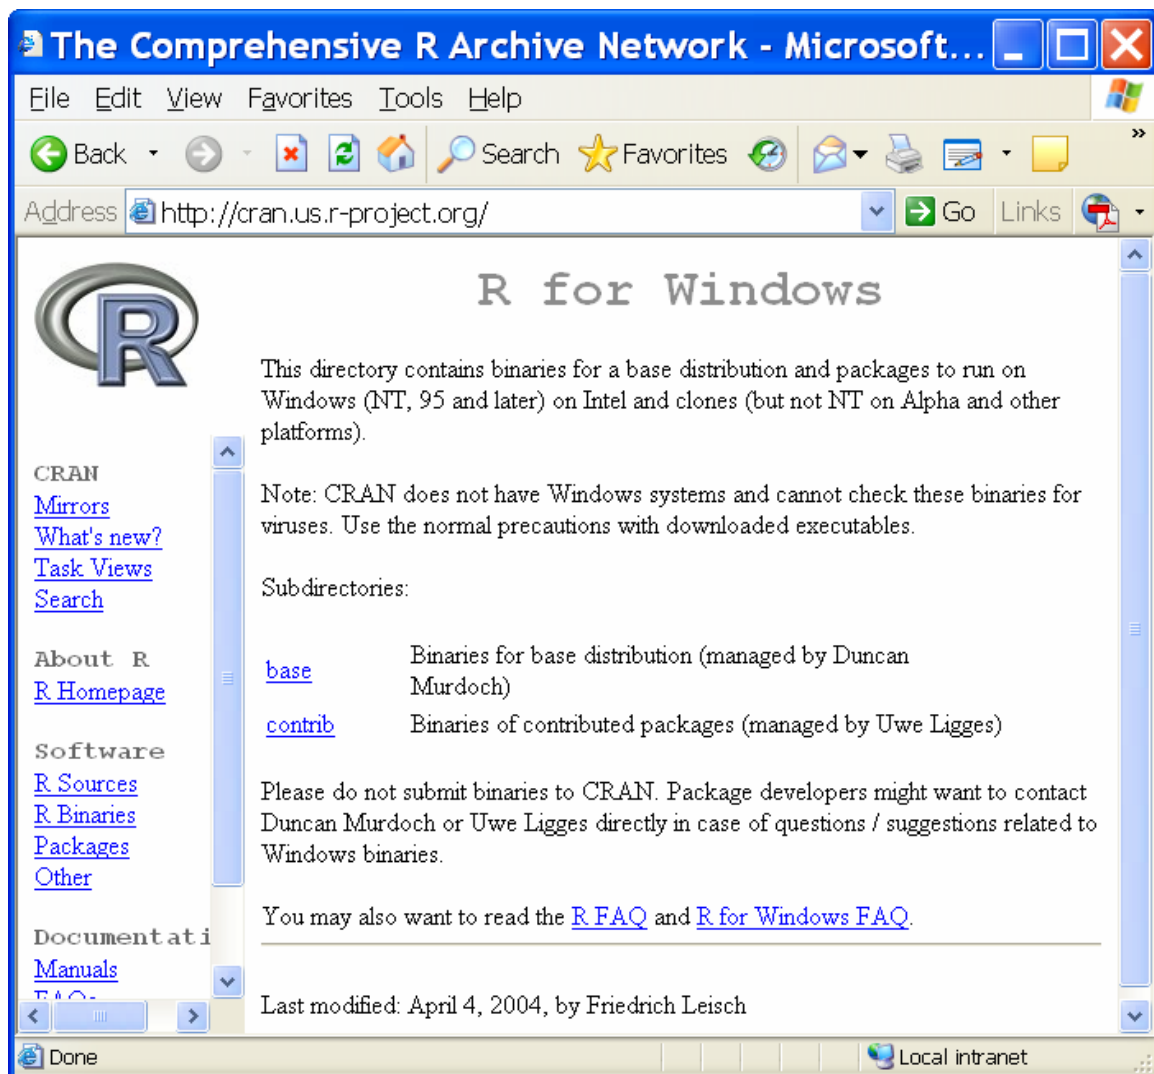 The Comprehensive R Archive Network - Microsoft...
File Edit View Favorites Tools Help
Back Search Favorites »
Address http://cran.us.r-project.org/ Go Links
R
R for Windows
This directory contains binaries for a base distribution and packages to run on
Windows (NT, 95 and later) on Intel and clones (but not NT on Alpha and other
platforms).
Note: CRAN does not have Windows systems and cannot check these binaries for
viruses. Use the normal precautions with downloaded executables.
Subdirectories:
base Binaries for base distribution (managed by Duncan
Murdoch)
contrib Binaries of contributed packages (managed by Uwe Ligges)
Please do not submit binaries to CRAN. Package developers might want to contact
Duncan Murdoch or Uwe Ligges directly in case of questions / suggestions related to
Windows binaries.
You may also want to read the R FAQ and R for Windows FAQ.
Last modified: April 4, 2004, by Friedrich Leisch
CRAN
Mirrors
What's new?
Task Views
Search
About R
R Homepage
Software
R Sources
R Binaries
Packages
Other
Documentati
Manuals
Done Local intranet